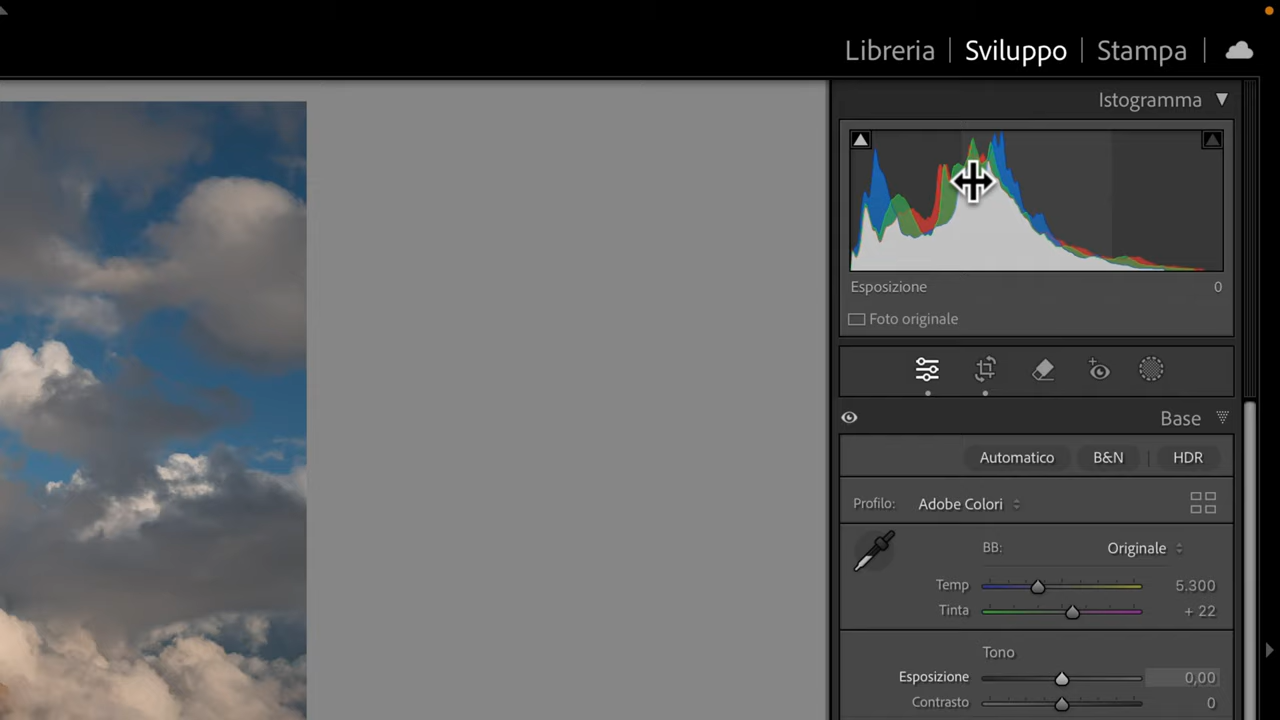 Libreria | Sviluppo | Stampa |
Istogramma
Esposizione 0
Foto originale
Base
Automatico B&N | HDR
Profilo: Adobe Colori
BB: Originale
Temp 5.300
Tinta + 22
Tono
Esposizione 0,00
Contrasto 0